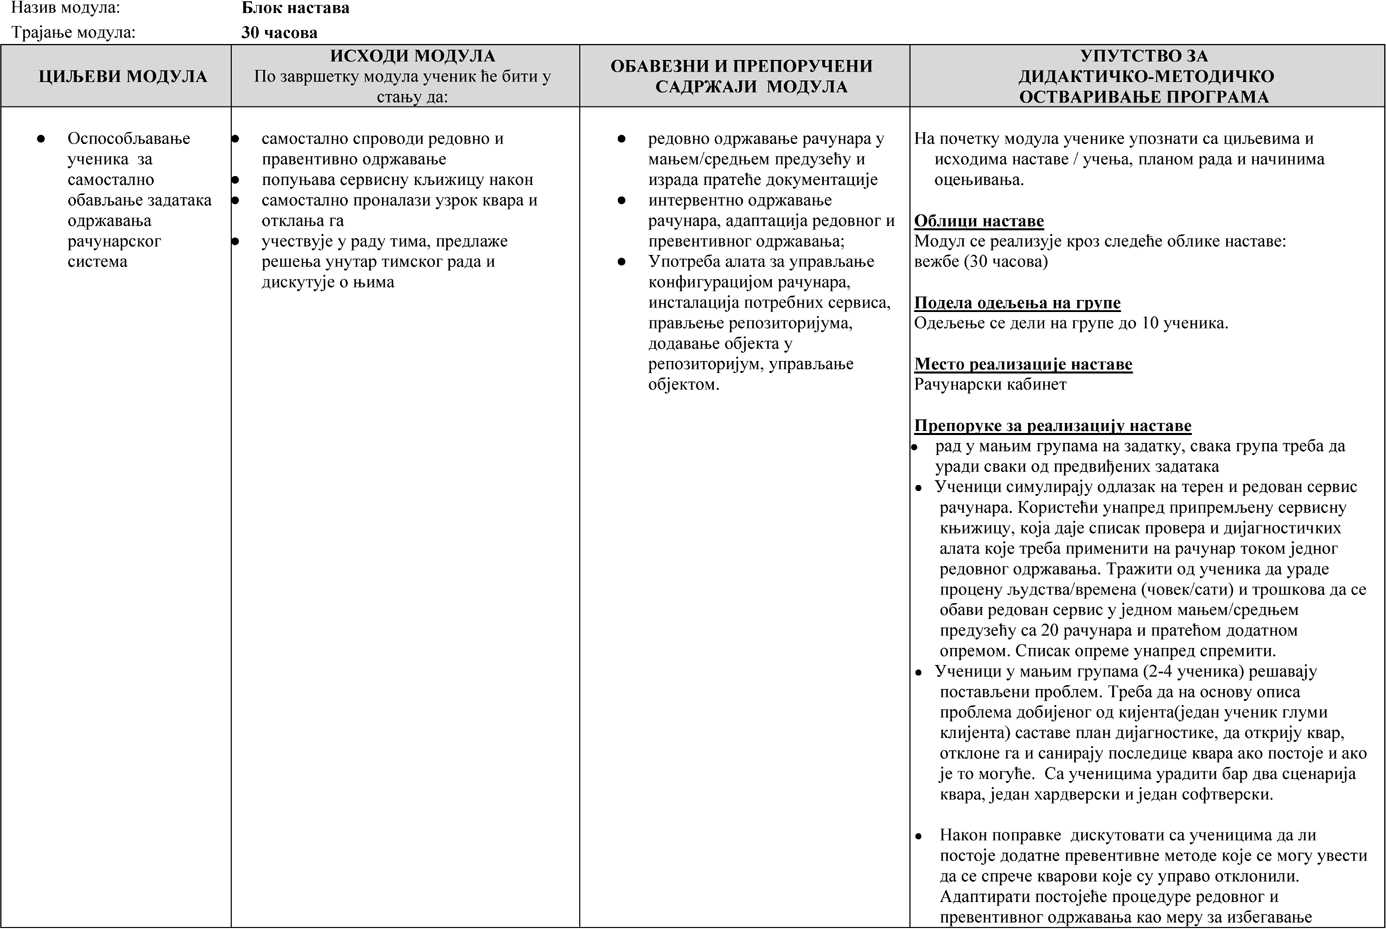 Назив модула: Блок настава
Трајање модула: 30 часова
ЦИЉЕВИ МОДУЛА
ИСХОДИ МОДУЛА
По завршетку модула ученик ће бити у
стању да:
ОБАВЕЗНИ И ПРЕПОРУЧЕНИ
САДРЖАЈИ МОДУЛА
УПУТСТВО ЗА
ДИДАКТИЧКО-МЕТОДИЧКО
ОСТВАРИВАЊЕ ПРОГРАМА
● Оспособљавање
ученика за
самостално
обављање задатака
одржавања
рачунарског
система
● самостално спроводи редовно и
правентивно одржавање
● попуњава сервисну кљижицу након
● самостално проналази узрок квара и
отклања га
● учествује у раду тима, предлаже
решења унутар тимског рада и
дискутује о њима
● редовно одржавање рачунара у
мањем/средњем предузећу и
израда пратеће документације
● интервентно одржавање
рачунара, адаптација редовног и
превентивног одржавања;
● Употреба алата за управљање
конфигурацијом рачунара,
инсталација потребних сервиса,
прављење репозиторијума,
додавање објекта у
репозиторијум, управљање
објектом.
На почетку модула ученике упознати са циљевима и
исходима наставе / учења, планом рада и начинима
оцењивања.
Облици наставе
Модул се реализује кроз следеће облике наставе:
вежбе (30 часова)
Подела одељења на групе
Одељење се дели на групе до 10 ученика.
Место реализације наставе
Рачунарски кабинет
Препоруке за реализацију наставе
● рад у мањим групама на задатку, свака група треба да
уради сваки од предвиђених задатака
● Ученици симулирају одлазак на терен и редован сервис
рачунара. Користећи унапред припремљену сервисну
књижицу, која даје списак провера и дијагностичких
алата које треба применити на рачунар током једног
редовног одржавања. Тражити од ученика да ураде
процену људства/времена (човек/сати) и трошкова да се
обави редован сервис у једном мањем/средњем
предузећу са 20 рачунара и пратећом додатном
опремом. Списак опреме унапред спремити.
● Ученици у мањим групама (2-4 ученика) решавају
постављени проблем. Треба да на основу описа
проблема добијеног од кијента(један ученик глуми
клијента) саставе план дијагностике, да открију квар,
отклоне га и санирају последице квара ако постоје и ако
је то могуће. Са ученицима урадити бар два сценарија
квара, један хардверски и један софтверски.
● Након поправке дискутовати са ученицима да ли
постоје додатне превентивне методе које се могу увести
да се спрече кварови које су управо отклонили.
Адаптирати постојеће процедуре редовног и
превентивног одржавања као меру за избегавање